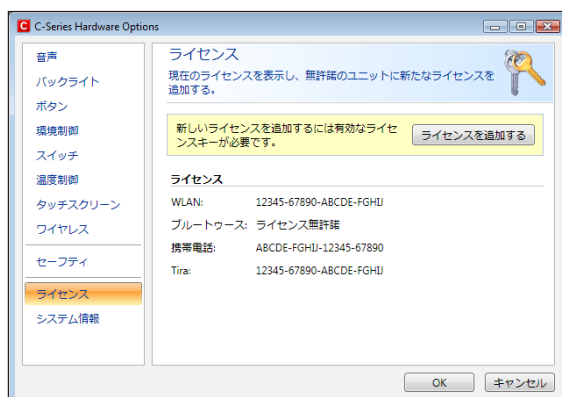 C-Series Hardware Options
音声
バックライト
ボタン
環境制御
スイッチ
温度制御
タッチスクリーン
ワイヤレス
セーフティ
ライセンス
システム情報
ライセンス
現在のライセンスを表示し、無許諾のユニットに新たなライセンスを
追加する。
新しいライセンスを追加するには有効なライセ
ンスキーが必要です。
ライセンスを追加する
ライセンス
WLAN: 12345-67890-ABCDE-FGHIJ
ブルートゥース: ライセンス無許諾
携帯電話: ABCDE-FGHIJ-12345-67890
Tira: 12345-67890-ABCDE-FGHIJ
OK キャンセル